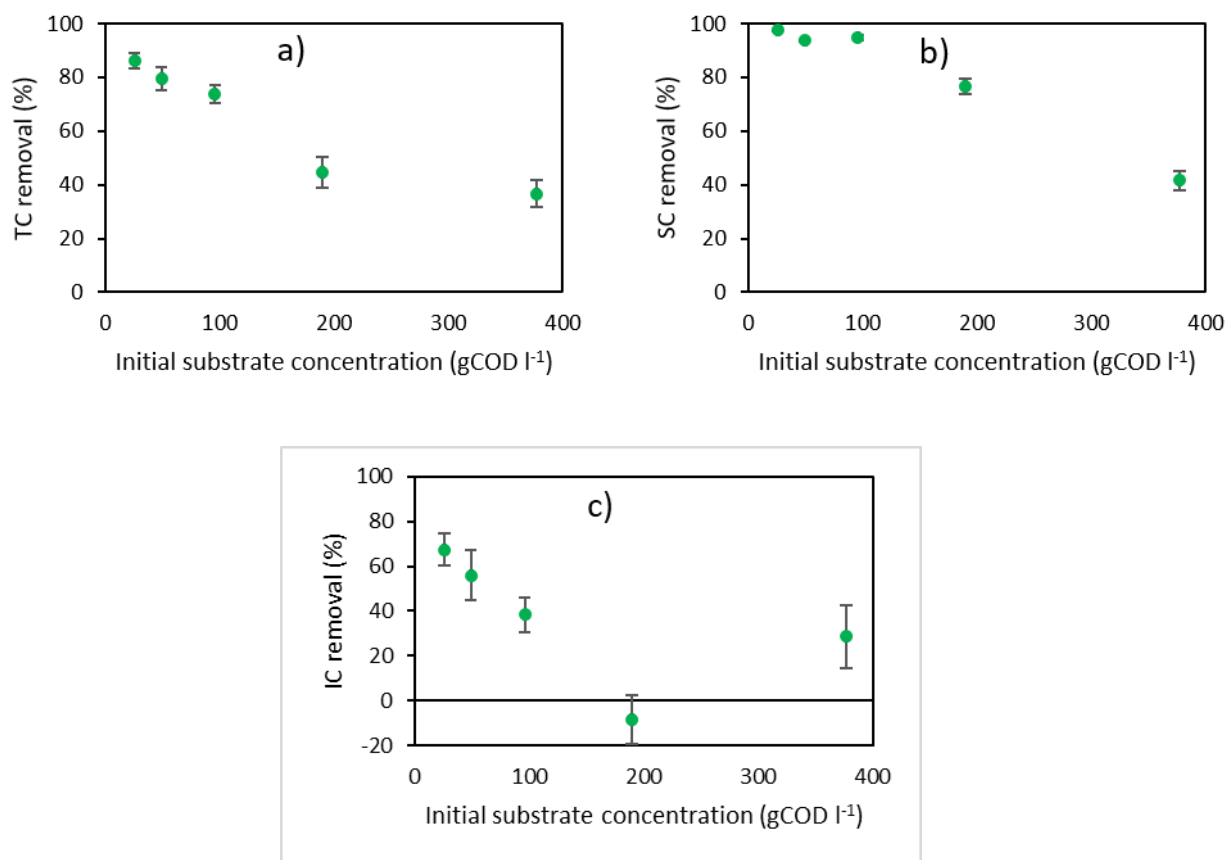 a)
TC removal (%)
100
80
60
40
20
0
0 100 200 300 400
Initial substrate concentration (gCOD l⁻¹)
b)
SC removal (%)
100
80
60
40
20
0
0 100 200 300 400
Initial substrate concentration (gCOD l⁻¹)
c)
IC removal (%)
100
80
60
40
20
0
-20
0 100 200 300 400
Initial substrate concentration (gCOD l⁻¹)